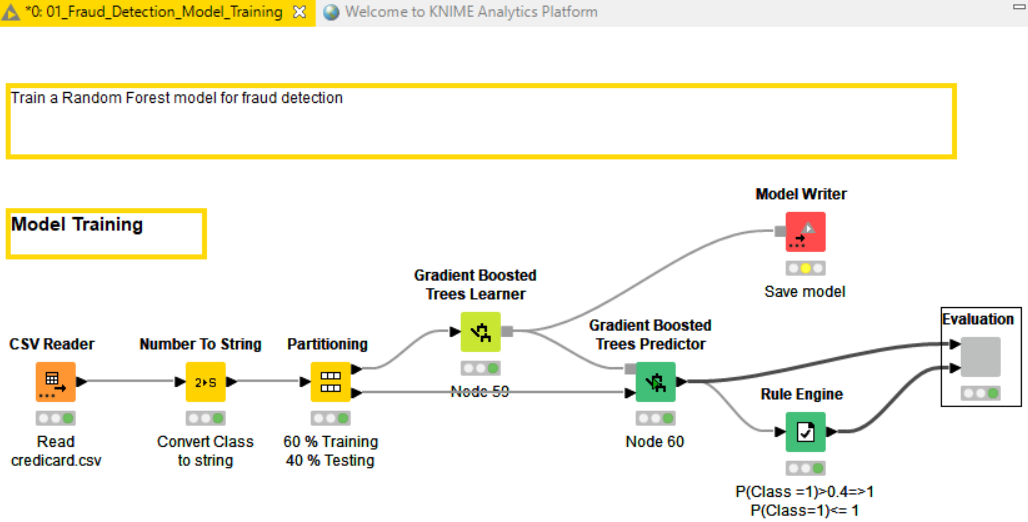 *0: 01_Fraud_Detection_Model_Training
Welcome to KNIME Analytics Platform
Train a Random Forest model for fraud detection
Model Training
Model Writer
Save model
Gradient Boosted
Trees Learner
Node 59
Gradient Boosted
Trees Predictor
Node 60
CSV Reader
Read
credicard.csv
Number To String
2▸S
Convert Class
to string
Partitioning
60 % Training
40 % Testing
Rule Engine
P(Class =1)>0.4=>1
P(Class=1)<= 1
Evaluation